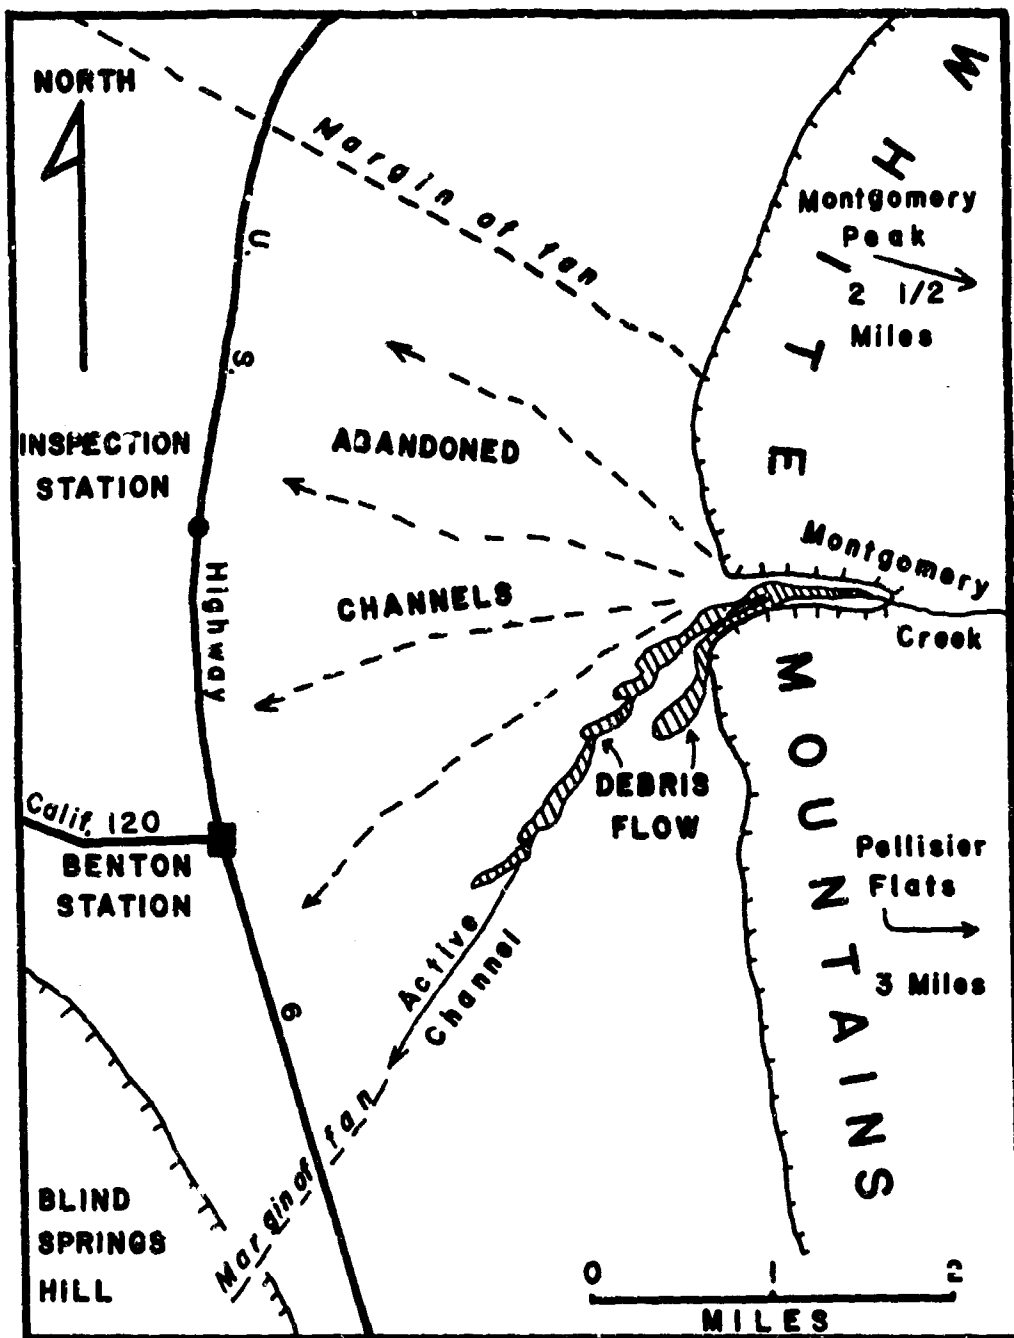 NORTH
Margin of fan
WHITE
Montgomery
Peak
2 1/2
Miles
U. S.
Highway
6
INSPECTION
STATION
ABANDONED
CHANNELS
Montgomery
Creek
MOUNTAINS
DEBRIS
FLOW
Calif. 120
BENTON
STATION
Pellisier
Flats
3 Miles
Active
Channel
Margin of fan
BLIND
SPRINGS
HILL
0 1 2
MILES